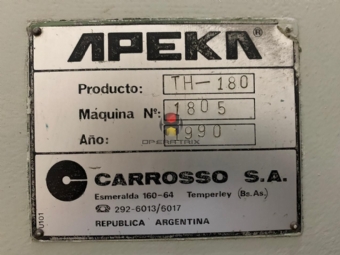 APEKA®
Producto: TH-180
Máquina Nº: 1805
Año: 1990
OPERATRIX
C CARROSSO S.A.
Esmeralda 160-64 Temperley (Bs.As.)
☎ 292-6013/6017
REPUBLICA ARGENTINA